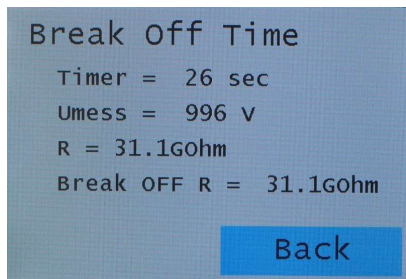 Break Off Time
Timer = 26 sec
Umess = 996 V
R = 31.1GOhm
Break OFF R = 31.1GOhm
Back